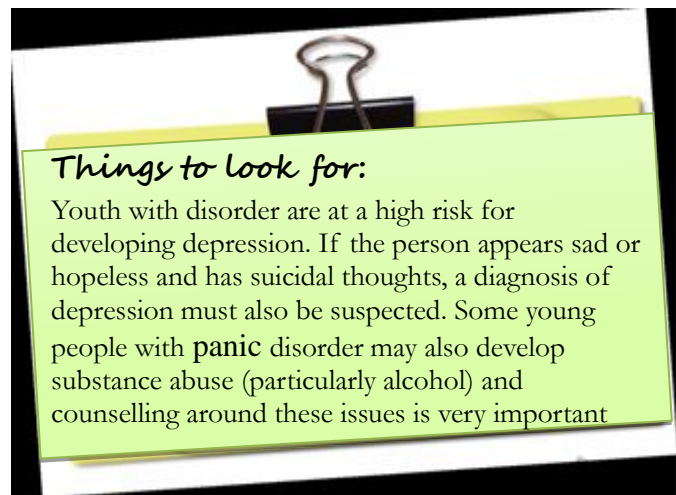 Things to look for:
Youth with disorder are at a high risk for
developing depression. If the person appears sad or
hopeless and has suicidal thoughts, a diagnosis of
depression must also be suspected. Some young
people with panic disorder may also develop
substance abuse (particularly alcohol) and
counselling around these issues is very important